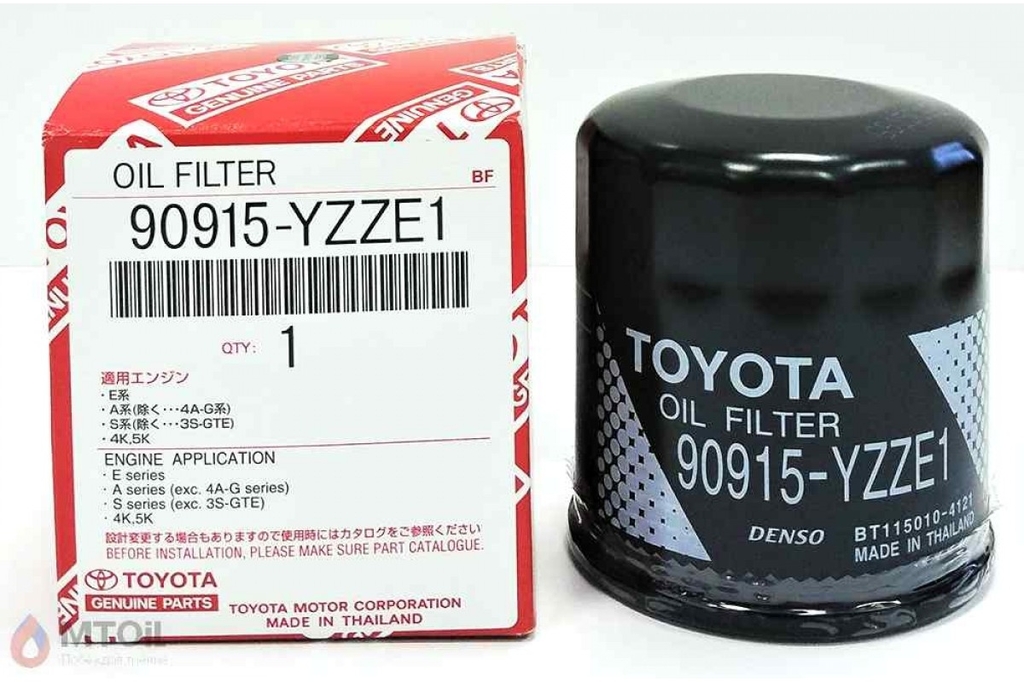 TOYOTA
GENUINE PARTS
GENUINE
OIL FILTER
BF
90915-YZZE1
QTY: 1
適用エンジン
・E系
・A系(除く・・・4A-G系)
・S系(除く・・・3S-GTE)
・4K,5K
ENGINE APPLICATION
・E series
・A series (exc. 4A-G series)
・S series (exc. 3S-GTE)
・4K,5K
設計変更する場合もありますので使用時にはカタログをご参照ください
BEFORE INSTALLATION, PLEASE MAKE SURE PART CATALOGUE.
TOYOTA
GENUINE PARTS
TOYOTA MOTOR CORPORATION
MADE IN THAILAND
TOYOTA
OIL FILTER
90915-YZZE1
DENSO
BT115010-4121
MADE IN THAILAND
MTOiL